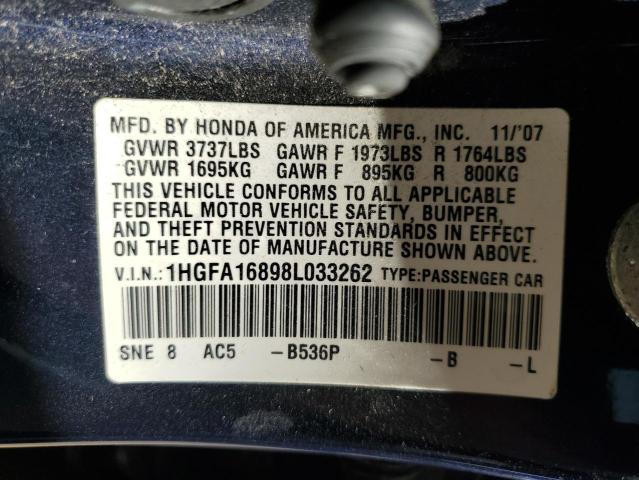 MFD. BY HONDA OF AMERICA MFG., INC. 11/'07
GVWR 3737LBS GAWR F 1973LBS R 1764LBS
GVWR 1695KG GAWR F 895KG R 800KG
THIS VEHICLE CONFORMS TO ALL APPLICABLE
FEDERAL MOTOR VEHICLE SAFETY, BUMPER,
AND THEFT PREVENTION STANDARDS IN EFFECT
ON THE DATE OF MANUFACTURE SHOWN ABOVE.
V.I.N.: 1HGFA16898L033262 TYPE:PASSENGER CAR
SNE 8 AC5 -B536P -B -L